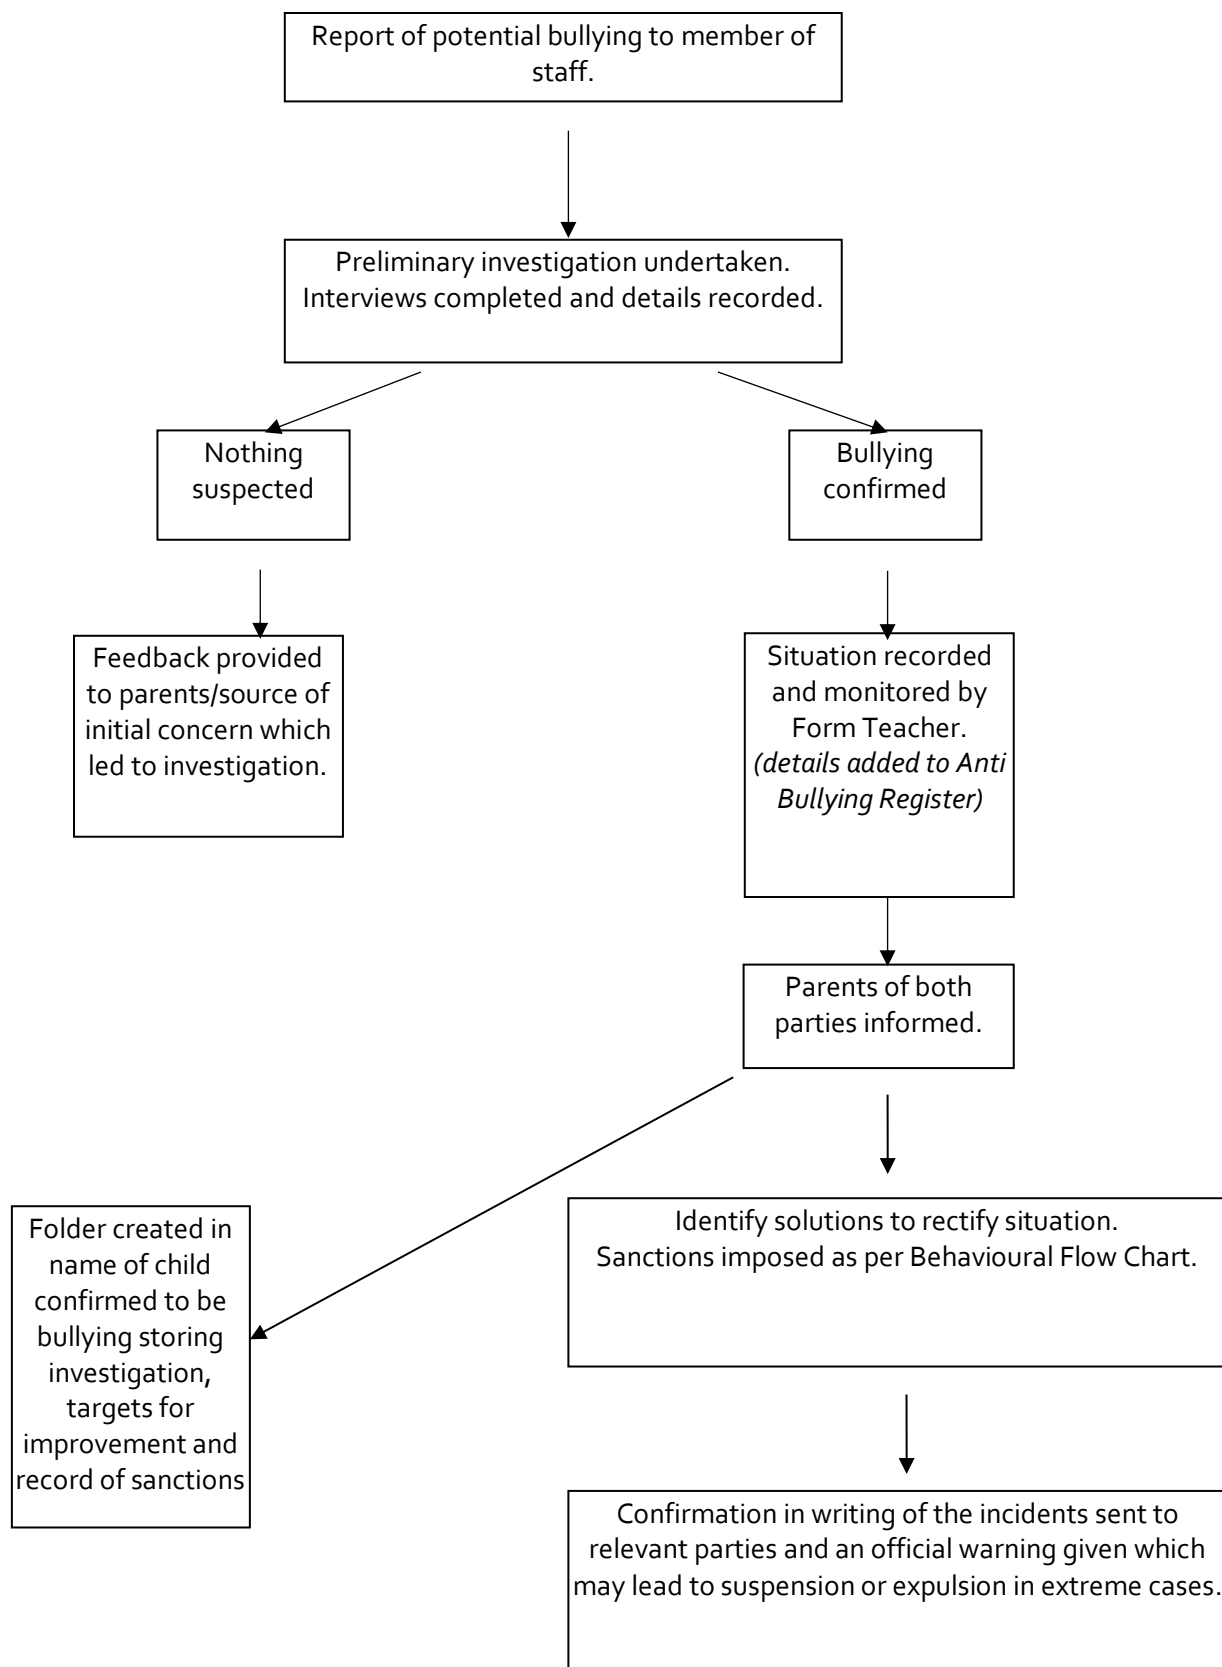 Report of potential bullying to member of
staff.
Preliminary investigation undertaken.
Interviews completed and details recorded.
Nothing
suspected
Bullying
confirmed
Feedback provided
to parents/source of
initial concern which
led to investigation.
Situation recorded
and monitored by
Form Teacher.
(details added to Anti
Bullying Register)
Parents of both
parties informed.
Folder created in
name of child
confirmed to be
bullying storing
investigation,
targets for
improvement and
record of sanctions
Identify solutions to rectify situation.
Sanctions imposed as per Behavioural Flow Chart.
Confirmation in writing of the incidents sent to
relevant parties and an official warning given which
may lead to suspension or expulsion in extreme cases.